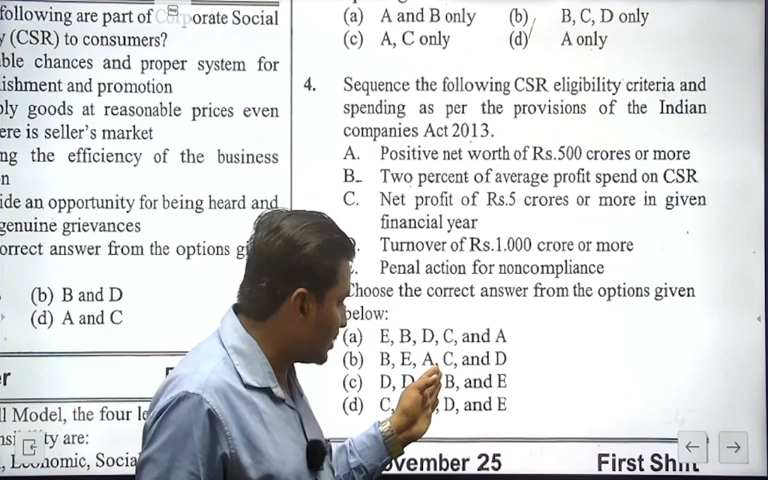 following are part of Corporate Social
(CSR) to consumers?
ble chances and proper system for
ishment and promotion
ply goods at reasonable prices even
ere is seller's market
ng the efficiency of the business
n
ide an opportunity for being heard and
genuine grievances
orrect answer from the options
(b) B and D
(d) A and C
r
ll Model, the four
ty are:
, Socia
(a) A and B only (b) B, C, D only
(c) A, C only (d) A only
4. Sequence the following CSR eligibility criteria and
spending as per the provisions of the Indian
companies Act 2013.
A. Positive net worth of Rs.500 crores or more
B. Two percent of average profit spend on CSR
C. Net profit of Rs.5 crores or more in given
financial year
Turnover of Rs.1.000 crore or more
Penal action for noncompliance
Choose the correct answer from the options given
below:
(a) E, B, D, C, and A
(b) B, E, A, C, and D
(c) D, D B, and E
(d) C, , D, and E
vember 25 First Shift